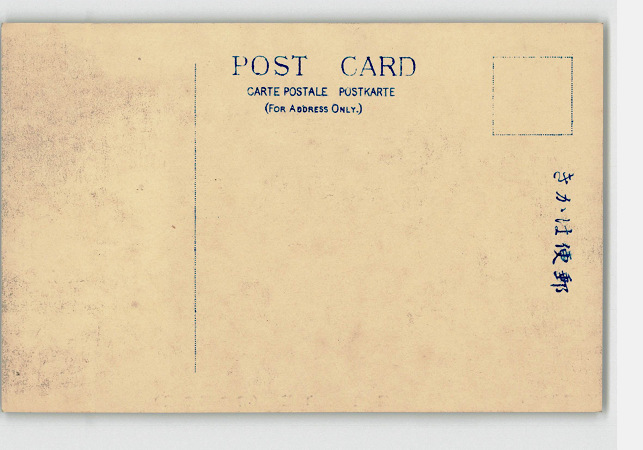 POST CARD
CARTE POSTALE POSTKARTE
(FOR ADDRESS ONLY.)
郵便はかき